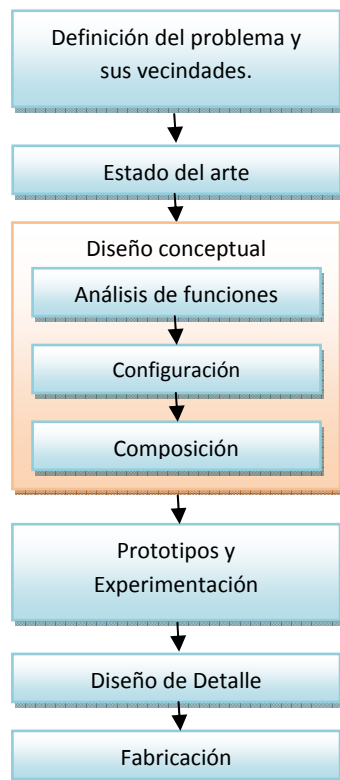 Definición del problema y
sus vecindades.
Estado del arte
Diseño conceptual
Análisis de funciones
Configuración
Composición
Prototipos y
Experimentación
Diseño de Detalle
Fabricación